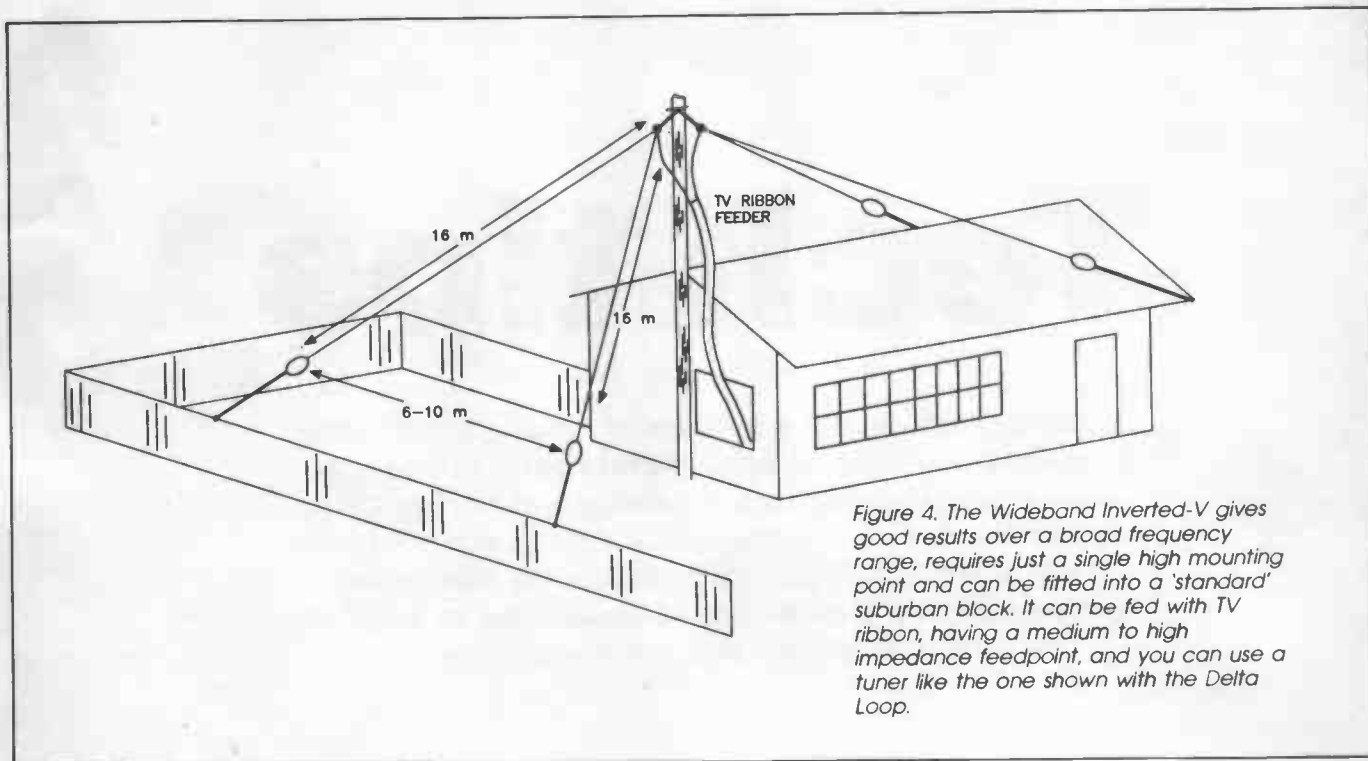 TV RIBBON
FEEDER
16 m
16 m
6–10 m
Figure 4. The Wideband Inverted-V gives
good results over a broad frequency
range, requires just a single high mounting
point and can be fitted into a 'standard'
suburban block. It can be fed with TV
ribbon, having a medium to high
impedance feedpoint, and you can use a
tuner like the one shown with the Delta
Loop.